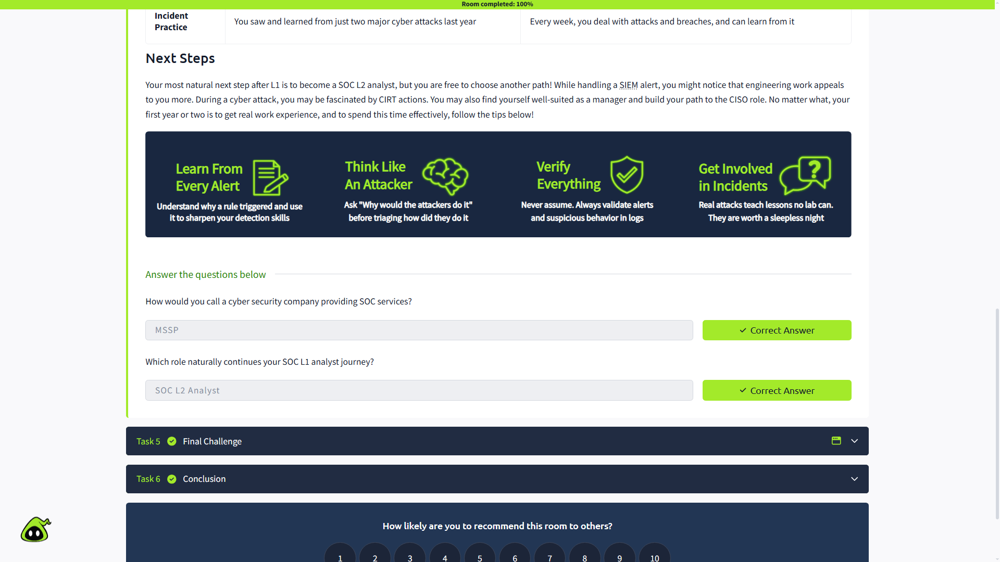 Room completed: 100%
Incident
Practice
You saw and learned from just two major cyber attacks last year
Every week, you deal with attacks and breaches, and can learn from it
Next Steps
Your most natural next step after L1 is to become a SOC L2 analyst, but you are free to choose another path! While handling a SIEM alert, you might notice that engineering work appeals
to you more. During a cyber attack, you may be fascinated by CIRT actions. You may also find yourself well-suited as a manager and build your path to the CISO role. No matter what, your
first year or two is to get real work experience, and to spend this time effectively, follow the tips below!
Learn From
Every Alert
Understand why a rule triggered and use
it to sharpen your detection skills
Think Like
An Attacker
Ask "Why would the attackers do it"
before triaging how did they do it
Verify
Everything
Never assume. Always validate alerts
and suspicious behavior in logs
Get Involved
in Incidents
?
Real attacks teach lessons no lab can.
They are worth a sleepless night
Answer the questions below
How would you call a cyber security company providing SOC services?
MSSP
Correct Answer
Which role naturally continues your SOC L1 analyst journey?
SOC L2 Analyst
Correct Answer
Task 5 Final Challenge
Task 6 Conclusion
How likely are you to recommend this room to others?
1 2 3 4 5 6 7 8 9 10